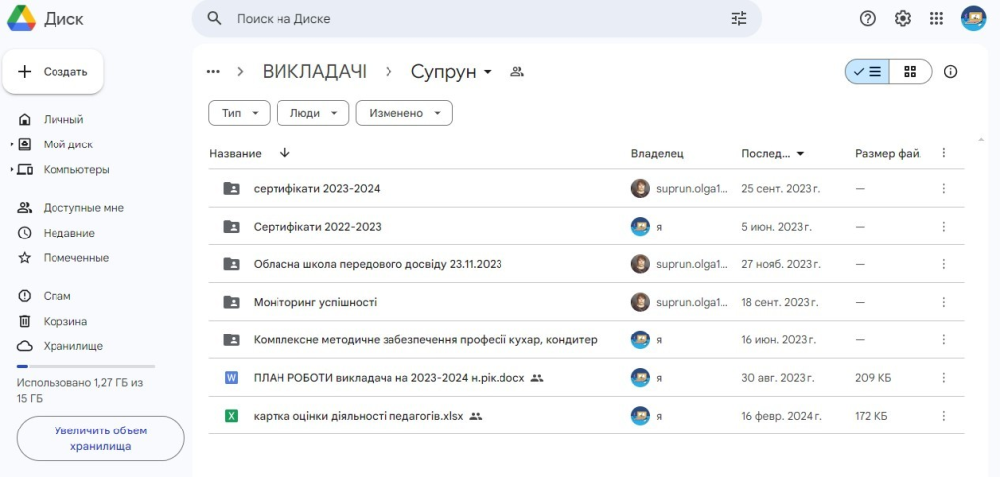 Диск
Поиск на Диске
Создать
ВИКЛАДАЧІ
Супрун
Тип
Люди
Изменено
Личный
Мой диск
Компьютеры
Доступные мне
Недавние
Помеченные
Спам
Корзина
Хранилище
Использовано 1,27 ГБ из
15 ГБ
Увеличить объем
хранилища
Название Владелец Послед... Размер фай
сертифікати 2023-2024 suprun.olga1... 25 сент. 2023 г. —
Сертифікати 2022-2023 я 5 июн. 2023 г. —
Обласна школа передового досвіду 23.11.2023 suprun.olga1... 27 нояб. 2023 г. —
Моніторинг успішності suprun.olga1... 18 сент. 2023 г. —
Комплексне методичне забезпечення професії кухар, кондитер я 16 июн. 2023 г. —
W ПЛАН РОБОТИ викладача на 2023-2024 н.рік.docx я 30 авг. 2023 г. 209 КБ
X картка оцінки діяльності педагогів.xlsx я 16 февр. 2024 г. 172 КБ